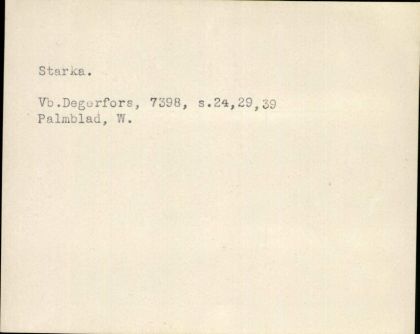 Starka.
Vb.Degerfors, 7398, s.24,29,39
Palmblad, W.